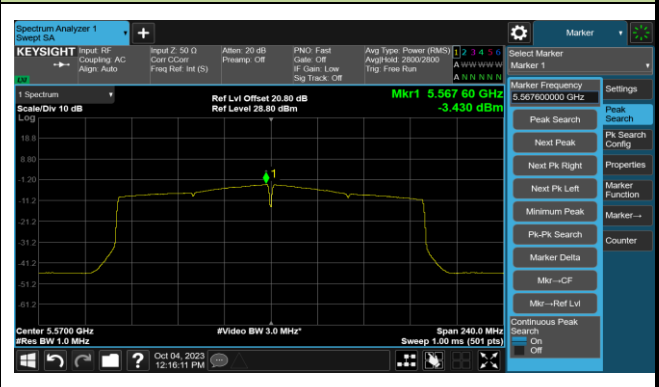 Spectrum Analyzer 1
Swept SA
+
Marker
KEYSIGHT Input: RF
Coupling: AC
Align: Auto
Input Z: 50 Ω
Corr CCorr
Freq Ref: Int (S)
Atten: 20 dB
Preamp: Off
PNO: Fast
Gate: Off
IF Gain: Low
Sig Track: Off
Avg Type: Power (RMS)
Avg|Hold: 2800/2800
Trig: Free Run
1 2 3 4 5 6
A W W W W W
A N N N N N
Select Marker
Marker 1
1 Spectrum
Scale/Div 10 dB
Log
Ref Lvl Offset 20.80 dB
Ref Level 28.80 dBm
Mkr1 5.567 60 GHz
-3.430 dBm
18.8
8.80
-1.20
-11.2
-21.2
-31.2
-41.2
-51.2
-61.2
1
Center 5.5700 GHz
#Res BW 1.0 MHz
#Video BW 3.0 MHz*
Span 240.0 MHz
Sweep 1.00 ms (501 pts)
Marker Frequency
5.567600000 GHz
Peak Search
Next Peak
Next Pk Right
Next Pk Left
Minimum Peak
Pk-Pk Search
Marker Delta
Mkr→CF
Mkr→Ref Lvl
Continuous Peak
Search
On
Off
Settings
Peak
Search
Pk Search
Config
Properties
Marker
Function
Marker→
Counter
?
Oct 04, 2023
12:16:11 PM